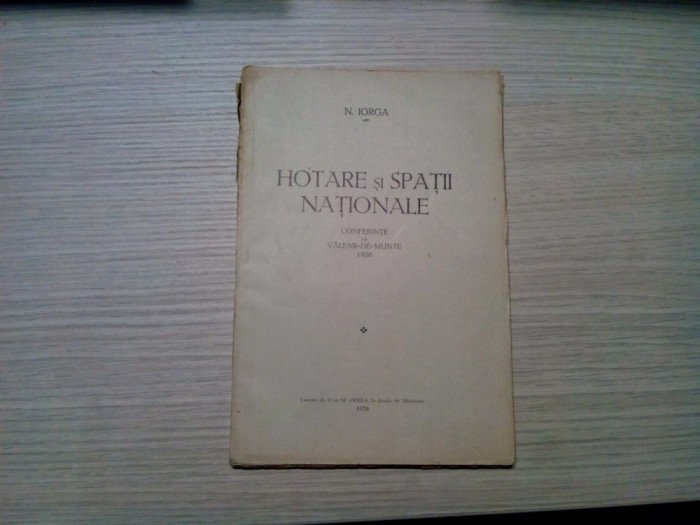 N. IORGA
HOTARE ȘI SPAȚII
NAȚIONALE
CONFERINȚE
LA
VĂLENII-DE-MUNTE
1938
1938